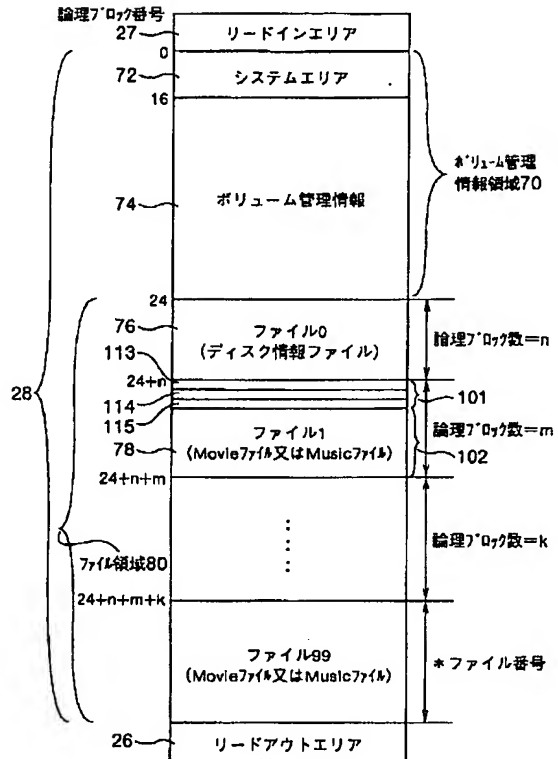 論理ブロック番号
27
リードインエリア
0
72
システムエリア
16
74
ボリューム管理情報
ボリューム管理
情報領域70
24
76
ファイル0
(ディスク情報ファイル)
論理ブロック数=n
113
24+n
114
101
115
28
78
ファイル1
(Movieファイル又はMusicファイル)
論理ブロック数=m
102
24+n+m
論理ブロック数=k
ファイル領域80
24+n+m+k
ファイル99
(Movieファイル又はMusicファイル)
*ファイル番号
26
リードアウトエリア